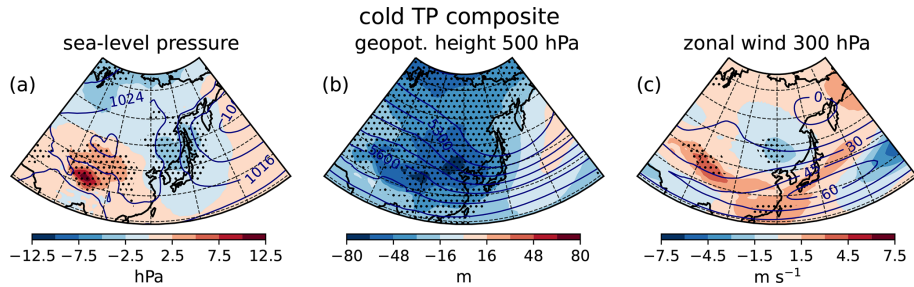 cold TP composite
sea-level pressure
geopot. height 500 hPa
zonal wind 300 hPa
(a)
(b)
(c)
1024
1016
5300
5600
0
30
45
60
−12.5 −7.5 −2.5 2.5 7.5 12.5
hPa
−80 −48 −16 16 48 80
m
−7.5 −4.5 −1.5 1.5 4.5 7.5
m s⁻¹